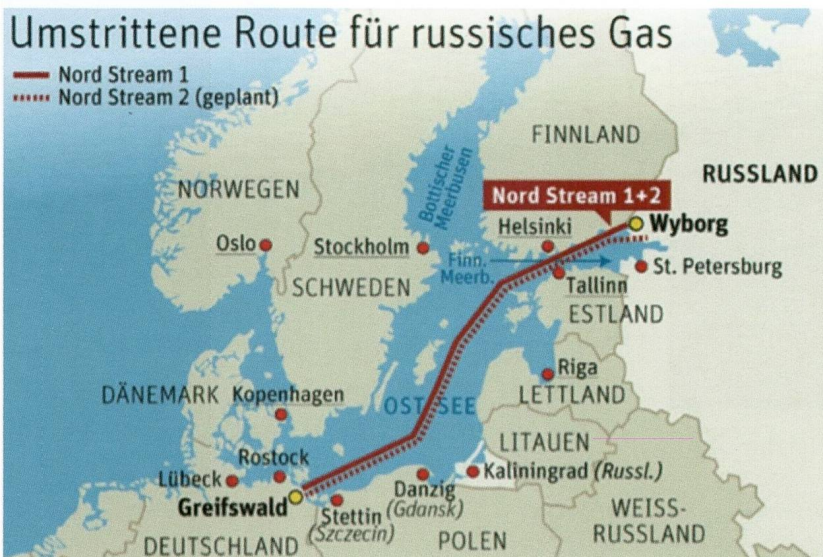 Umstrittene Route für russisches Gas
Nord Stream 1
Nord Stream 2 (geplant)
FINNLAND
Bottischer
Meerbusen
RUSSLAND
NORWEGEN
Nord Stream 1+2
Wyborg
Oslo
Stockholm
Helsinki
Finn.
Meerb.
St. Petersburg
SCHWEDEN
Tallinn
ESTLAND
Riga
DÄNEMARK
Kopenhagen
OSTSEE
LETTLAND
LITAUEN
Rostock
Lübeck
Kaliningrad (Russl.)
Greifswald
Danzig
(Gdansk)
Stettin
(Szczecin)
WEISS-
RUSSLAND
DEUTSCHLAND
POLEN